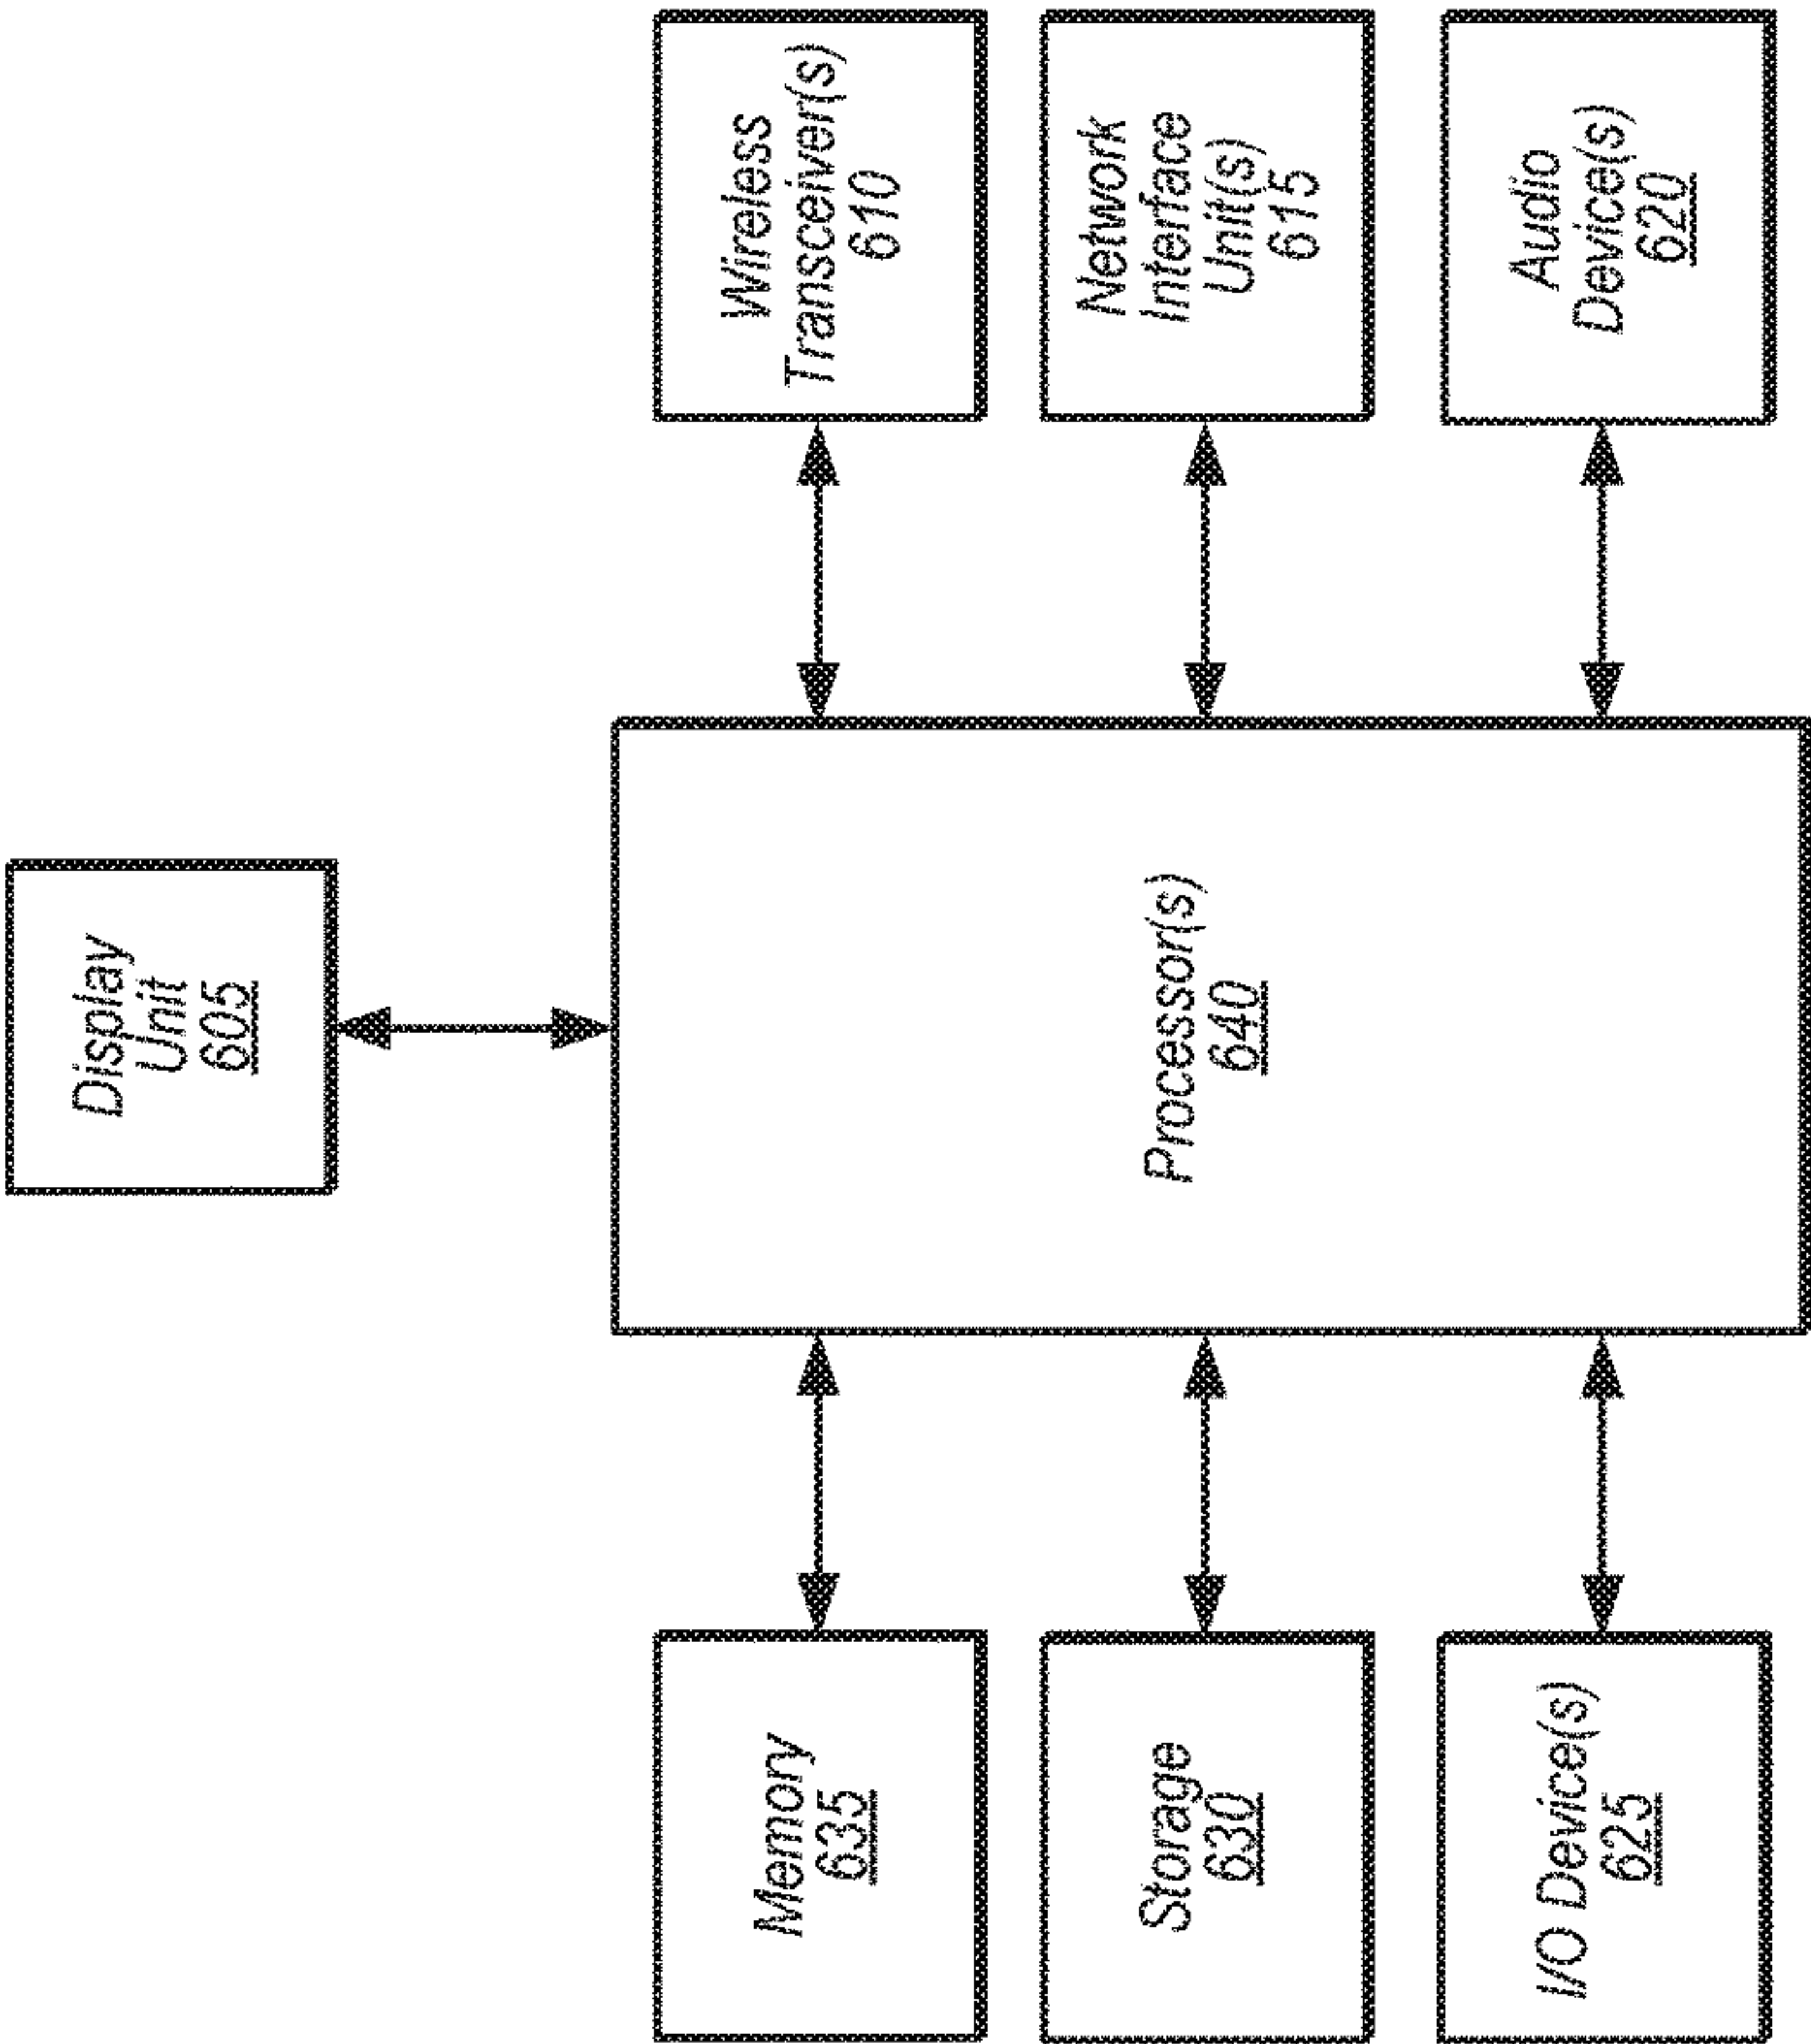 Display
Unit
605
Memory
635
Wireless
Transceiver(s)
610
Processor(s)
640
Storage
630
Network
Interface
Unit(s)
615
I/O Device(s)
625
Audio
Device(s)
620